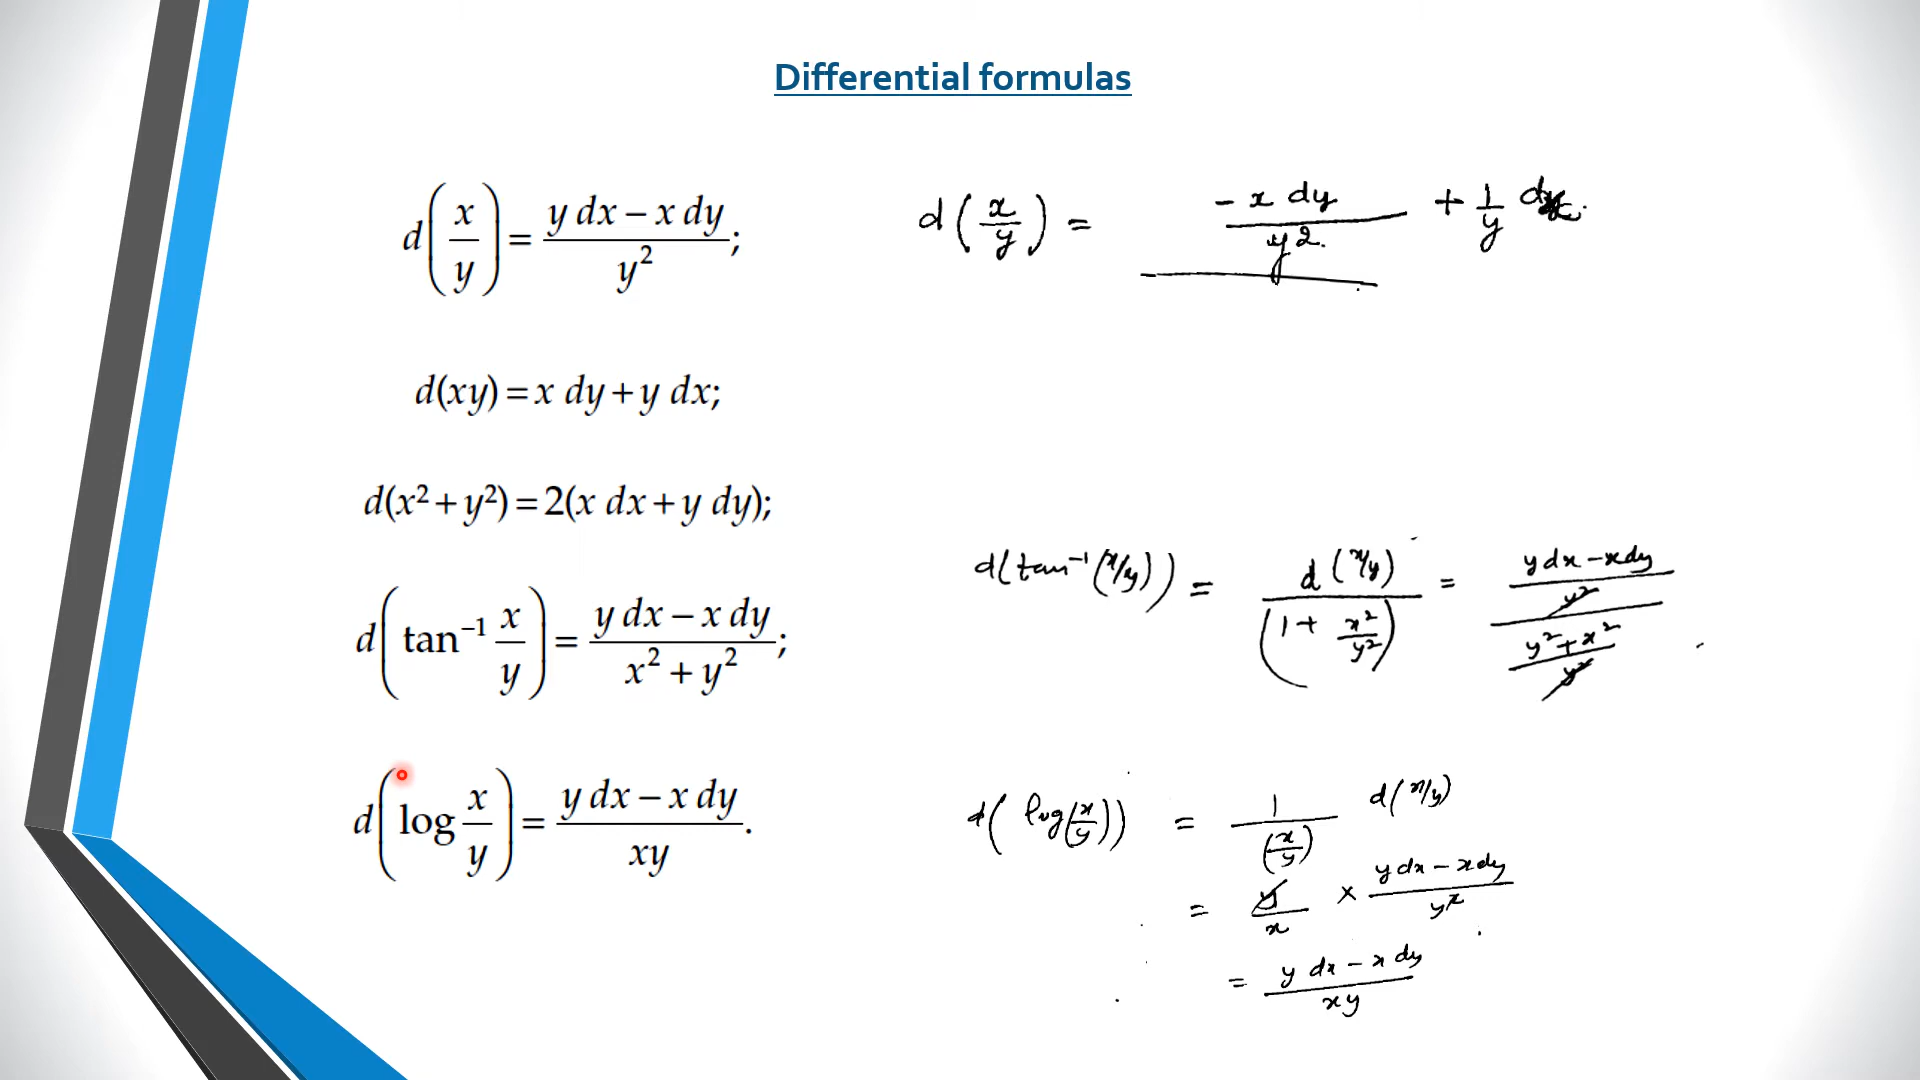 Differential formulas
d(x/y) = (y dx − x dy)/y²;
d(x/y) = −x dy/y² + 1/y dx
d(xy) = x dy + y dx;
d(x² + y²) = 2(x dx + y dy);
d(tan⁻¹ x/y) = (y dx − x dy)/(x² + y²);
d(tan⁻¹(x/y)) = d(x/y)/(1 + x²/y²) = ((y dx − x dy)/y²)/((y² + x²)/y²)
d(log x/y) = (y dx − x dy)/xy.
d(log(x/y)) = 1/(x/y) d(x/y)
= y/x × (y dx − x dy)/y²
= (y dx − x dy)/xy